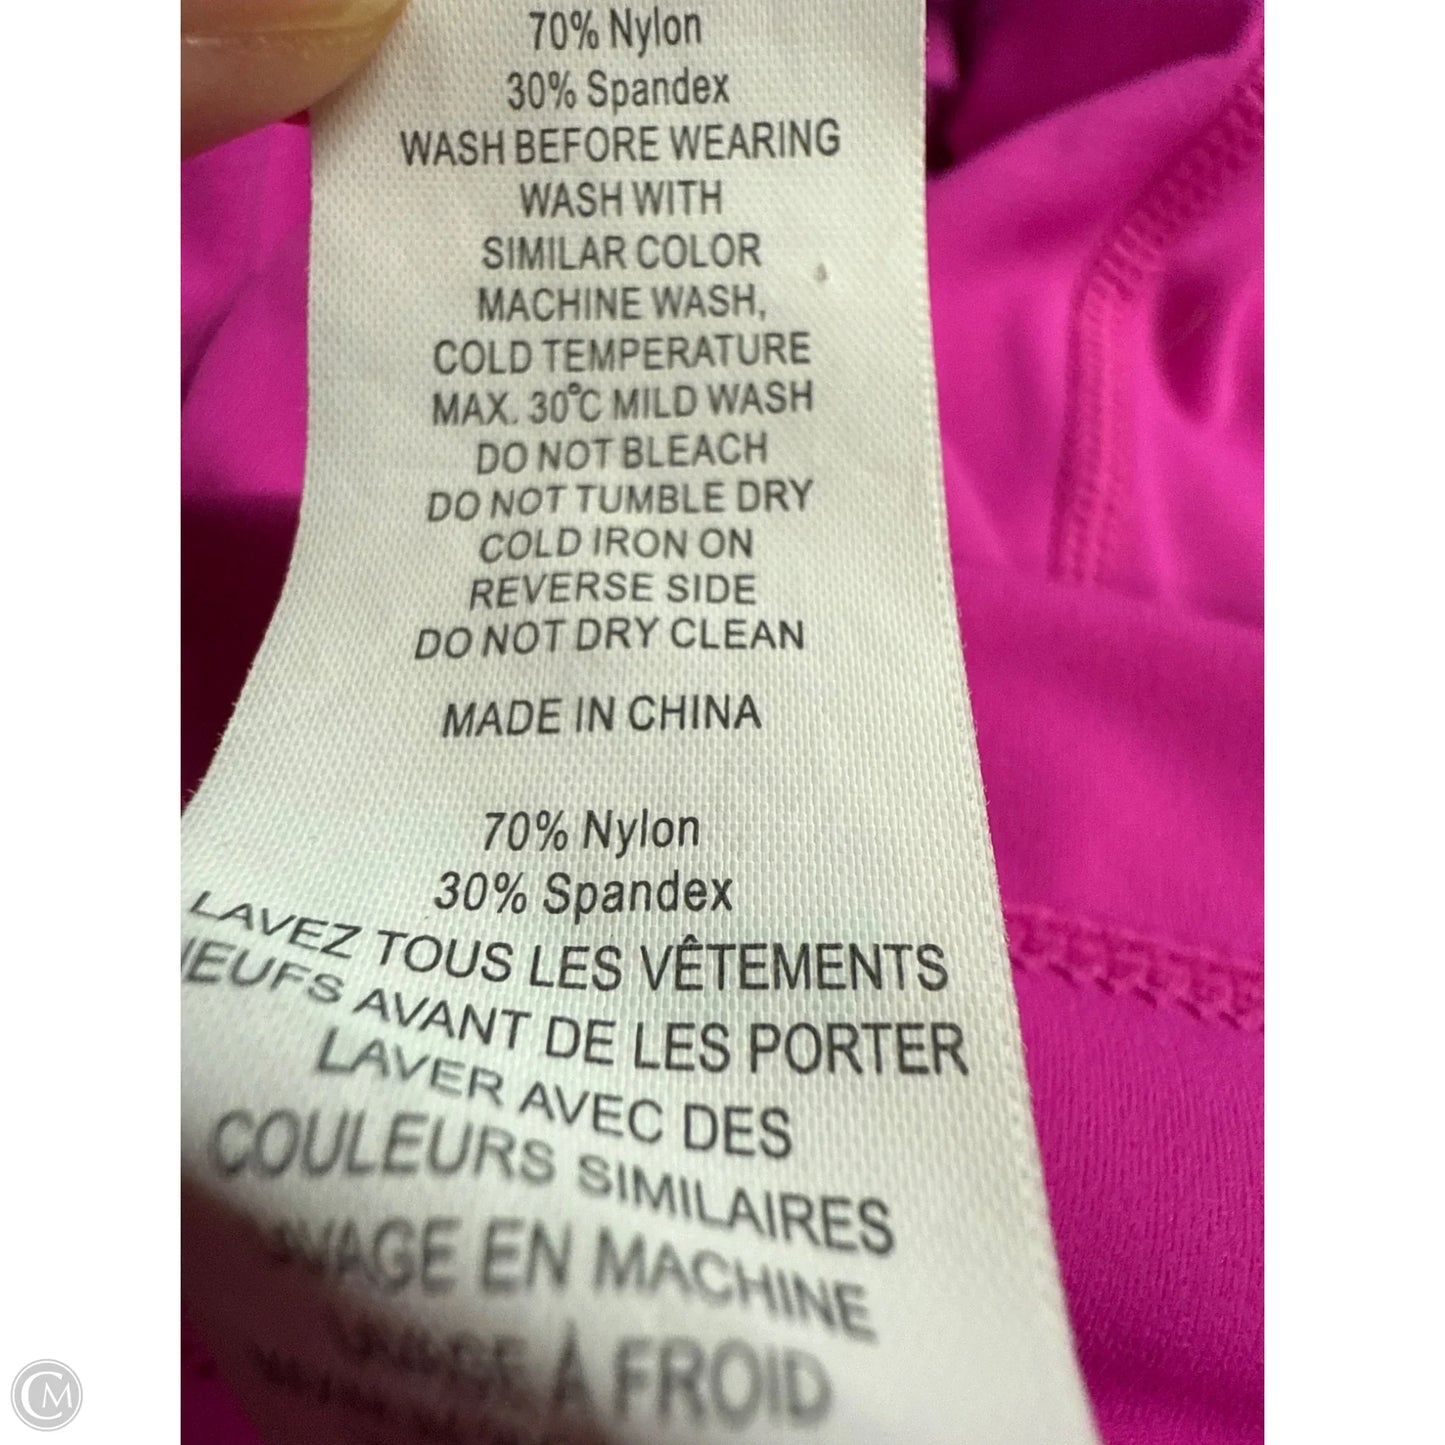 70% Nylon
30% Spandex
WASH BEFORE WEARING
WASH WITH
SIMILAR COLOR
MACHINE WASH,
COLD TEMPERATURE
MAX. 30°C MILD WASH
DO NOT BLEACH
DO NOT TUMBLE DRY
COLD IRON ON
REVERSE SIDE
DO NOT DRY CLEAN
MADE IN CHINA
70% Nylon
30% Spandex
LAVEZ TOUS LES VÊTEMENTS
AVANT DE LES PORTER
LAVER AVEC DES
COULEURS SIMILAIRES
EN MACHINE
À FROID
CM